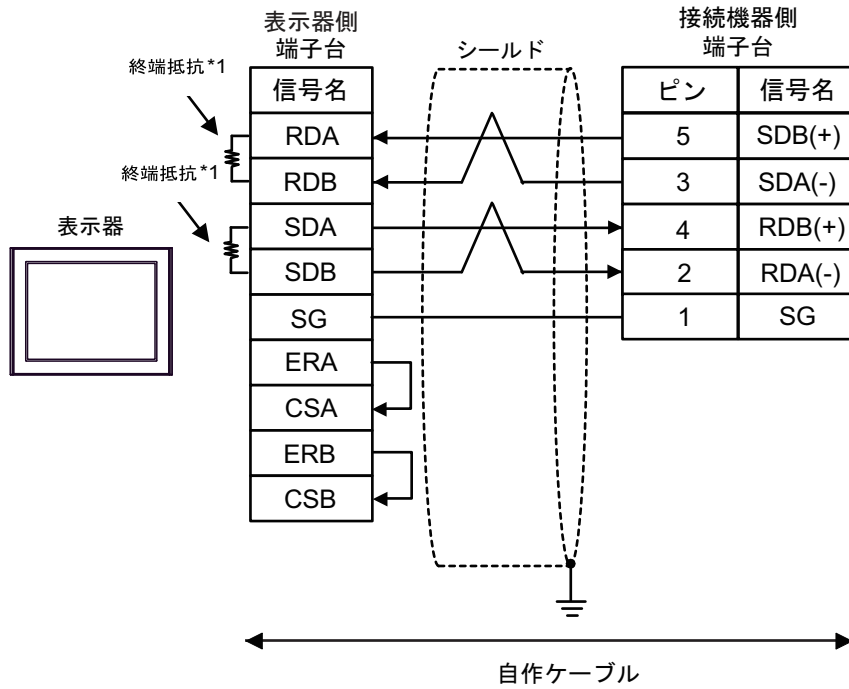 表示器側
端子台
シールド
接続機器側
端子台
終端抵抗*1
終端抵抗*1
表示器
信号名
RDA
RDB
SDA
SDB
SG
ERA
CSA
ERB
CSB
ピン 信号名
5 SDB(+)
3 SDA(-)
4 RDB(+)
2 RDA(-)
1 SG
自作ケーブル